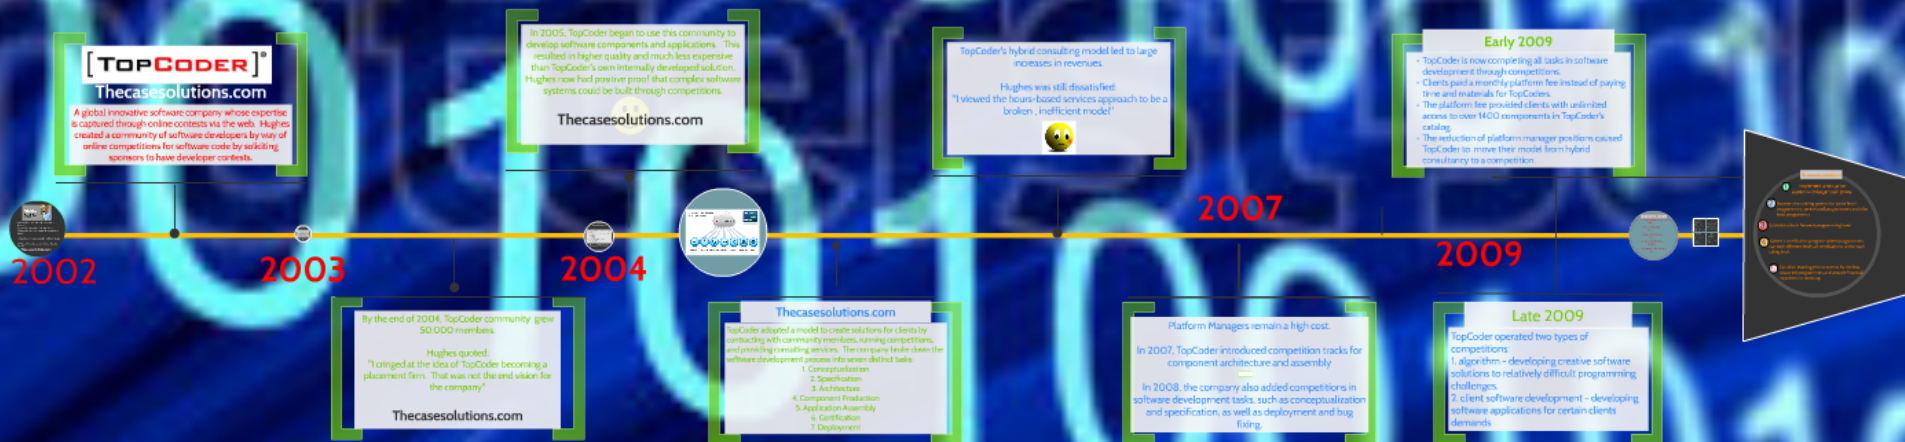 [TOPCODER]®
Thecasesolutions.com
A global innovative software company whose expertise
is captured through online contests via the web. Hughes
created a community of software developers by way of
online competitions for software code by soliciting
sponsors to have developer contests.
In 2005, TopCoder began to use this community to
develop software components and applications. This
resulted in higher quality and much less expensive
than TopCoder's own internally developed solution.
Hughes now had positive proof that complex software
systems could be built through competitions.
Thecasesolutions.com
TopCoder's hybrid consulting model led to large
increases in revenues.
Hughes was still dissatisfied:
"I viewed the hours-based services approach to be a
broken , inefficient model"
Early 2009
- TopCoder is now completing all tasks in software
development through competitions.
- Clients paid a monthly platform fee instead of paying
time and materials for TopCoders.
- The platform fee provided clients with unlimited
access to over 1400 components in TopCoder's
catalog.
- The reduction of platform manager positions caused
TopCoder to move their model from hybrid
consultancy to a competition.
2002
2003
2004
2007
2009
By the end of 2004, TopCoder community grew
50,000 members.
Hughes quoted:
"I cringed at the idea of TopCoder becoming a
placement firm. That was not the end vision for
the company"
Thecasesolutions.com
Thecasesolutions.com
TopCoder adopted a model to create solutions for clients by
contracting with community members, running competitions,
and providing consulting services. The company broke down the
software development process into seven distinct tasks:
1. Conceptualization
2. Specification
3. Architecture
4. Component Production
5. Application Assembly
6. Certification
7. Deployment
Platform Managers remain a high cost.
In 2007, TopCoder introduced competition tracks for
component architecture and assembly
In 2008, the company also added competitions in
software development tasks, such as conceptualization
and specification, as well as deployment and bug
fixing.
Late 2009
TopCoder operated two types of
competitions:
1. algorithm - developing creative software
solutions to relatively difficult programming
challenges.
2. client software development - developing
software applications for certain clients
demands